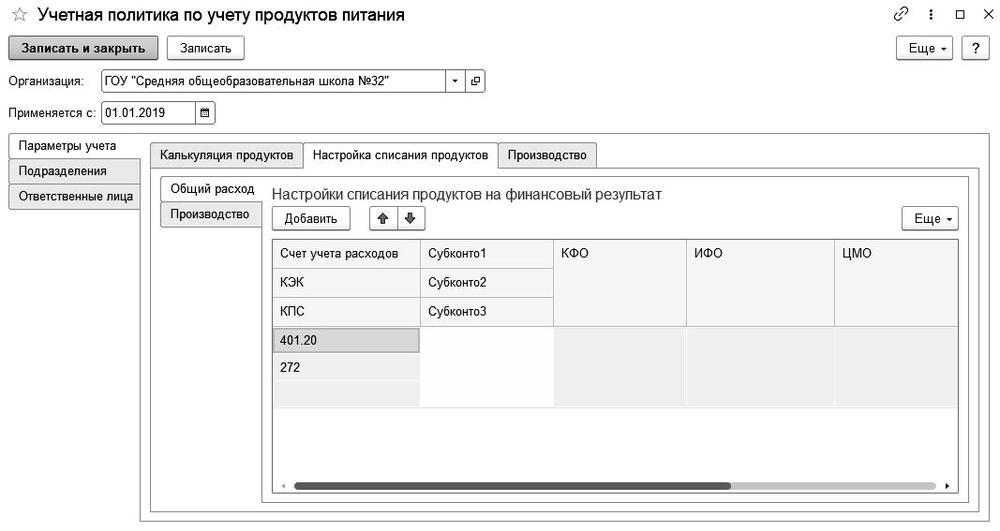 Учетная политика по учету продуктов питания
Записать и закрыть Записать Еще ?
Организация: ГОУ "Средняя общеобразовательная школа №32"
Применяется с: 01.01.2019
Параметры учета
Подразделения
Ответственные лица
Калькуляция продуктов Настройка списания продуктов Производство
Общий расход
Производство
Настройки списания продуктов на финансовый результат
Добавить Еще
Счет учета расходов Субконто1 КФО ИФО ЦМО
КЭК Субконто2
КПС Субконто3
401.20
272